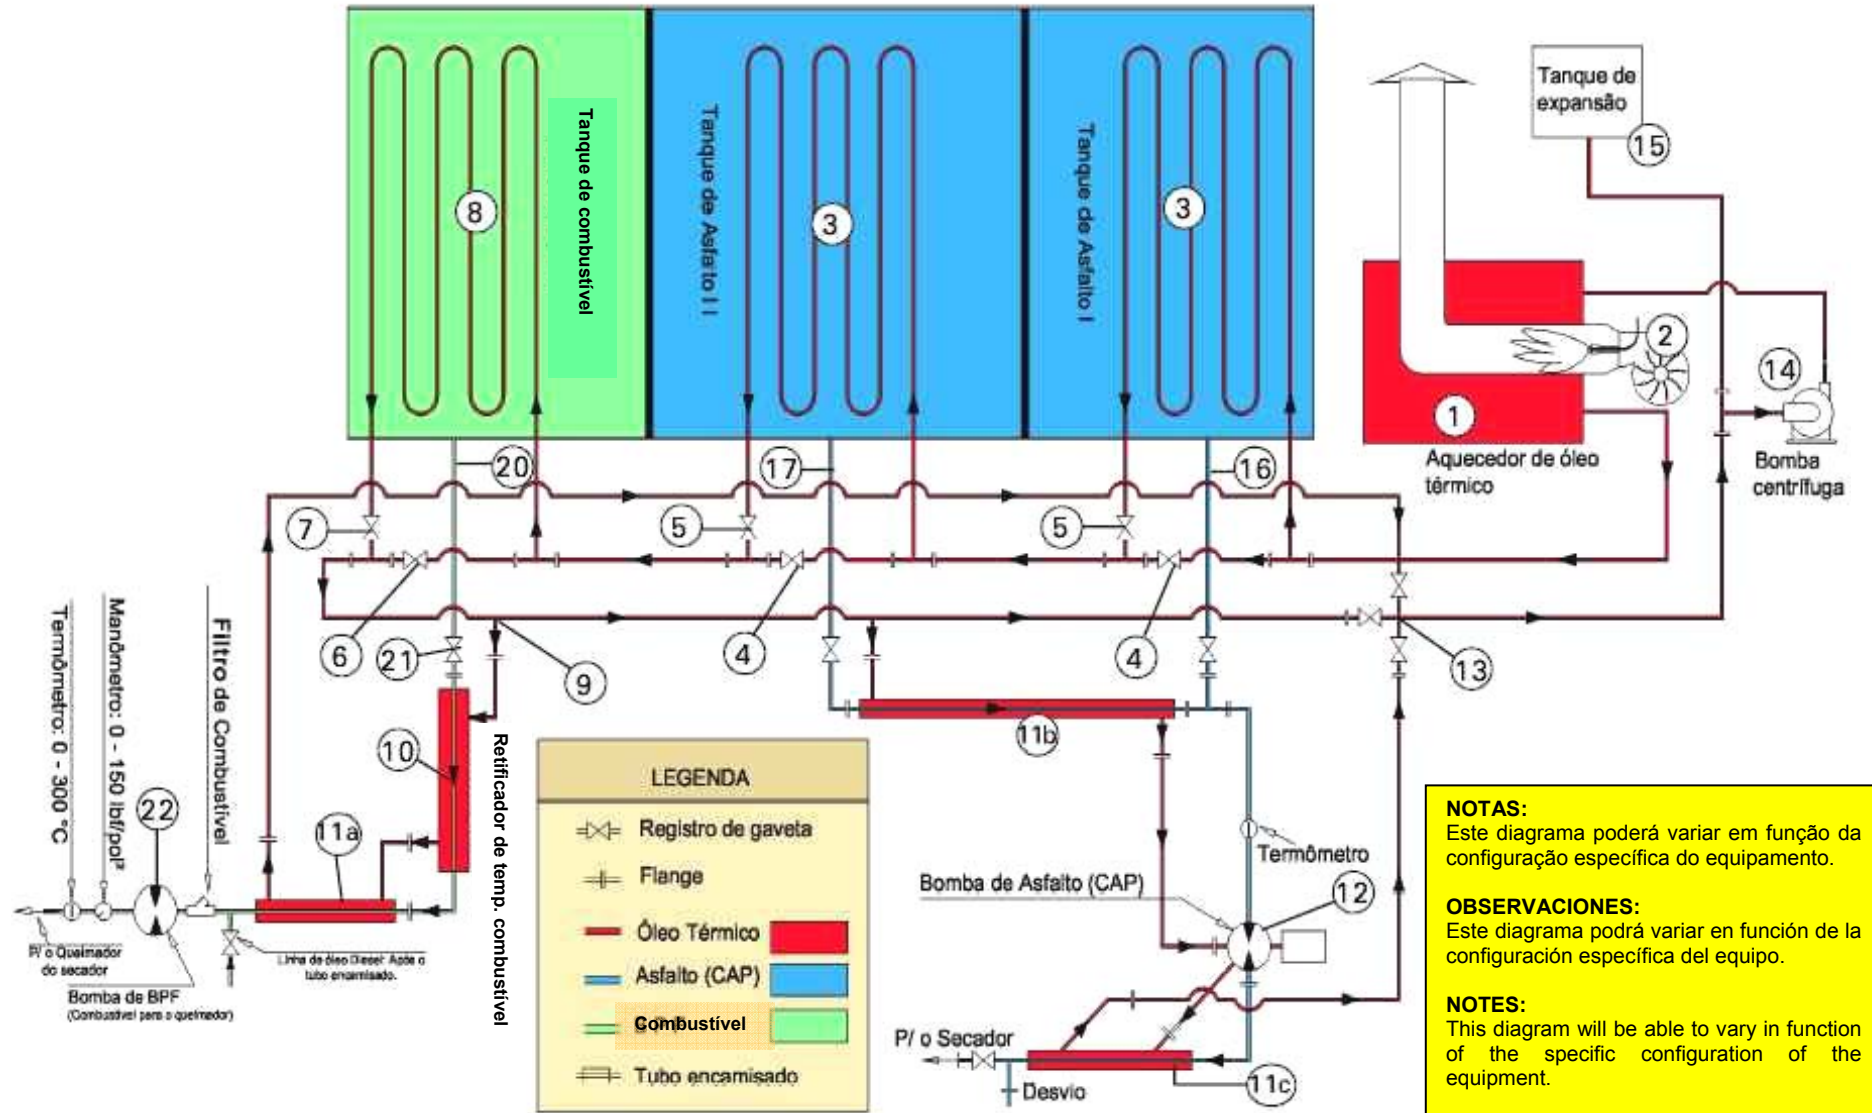 Tanque de combustível
8
Tanque de Asfalto II
3
Tanque de Asfalto I
3
Tanque de
expansão
15
2
14
1
Aquecedor de óleo
térmico
Bomba
centrífuga
20
17
16
7
5
5
6
21
9
4
4
13
Termômetro: 0 - 300 °C
Manômetro: 0 - 150 lbf/pol²
Filtro de Combustível
22
10
11a
11b
Retificador de temp. combustível
P/ o Queimador
do secador
Linha de óleo Diesel: Após o
tubo encamisado.
Bomba de BPF
(Combustível para o queimador)
LEGENDA
Registro de gaveta
Flange
Óleo Térmico
Asfalto (CAP)
Combustível
Tubo encamisado
Termômetro
Bomba de Asfalto (CAP)
12
P/ o Secador
Desvio
11c
NOTAS:
Este diagrama poderá variar em função da
configuração específica do equipamento.
OBSERVACIONES:
Este diagrama podrá variar en función de la
configuración específica del equipo.
NOTES:
This diagram will be able to vary in function
of the specific configuration of the
equipment.